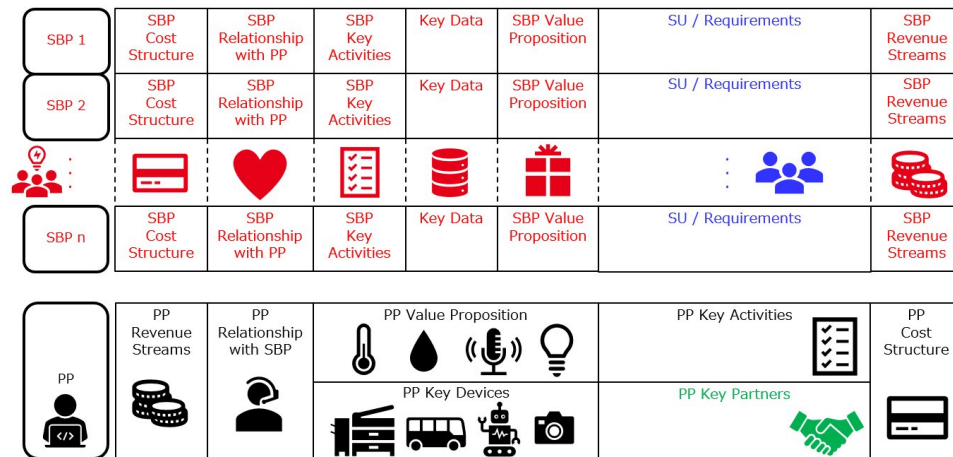 SBP 1
SBP
Cost
Structure
SBP
Relationship
with PP
SBP
Key
Activities
Key Data
SBP Value
Proposition
SU / Requirements
SBP
Revenue
Streams
SBP 2
SBP
Cost
Structure
SBP
Relationship
with PP
SBP
Key
Activities
Key Data
SBP Value
Proposition
SU / Requirements
SBP
Revenue
Streams
SBP n
SBP
Cost
Structure
SBP
Relationship
with PP
SBP
Key
Activities
Key Data
SBP Value
Proposition
SU / Requirements
SBP
Revenue
Streams
PP
</>
PP
Revenue
Streams
PP
Relationship
with SBP
PP Value Proposition
PP Key Activities
PP
Cost
Structure
PP Key Devices
PP Key Partners